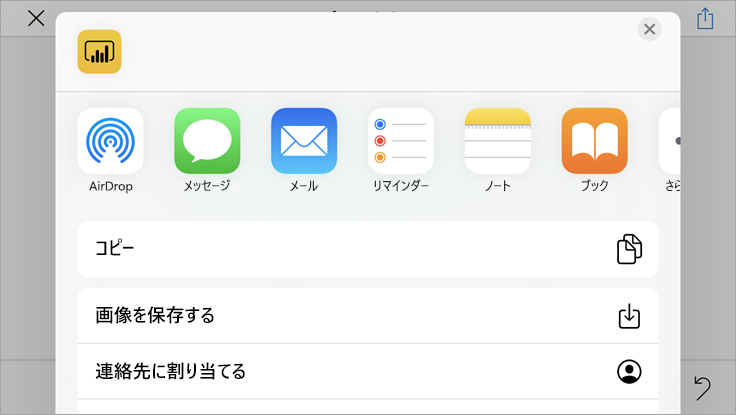 AirDrop
メッセージ
メール
リマインダー
ノート
ブック
さら
コピー
画像を保存する
連絡先に割り当てる